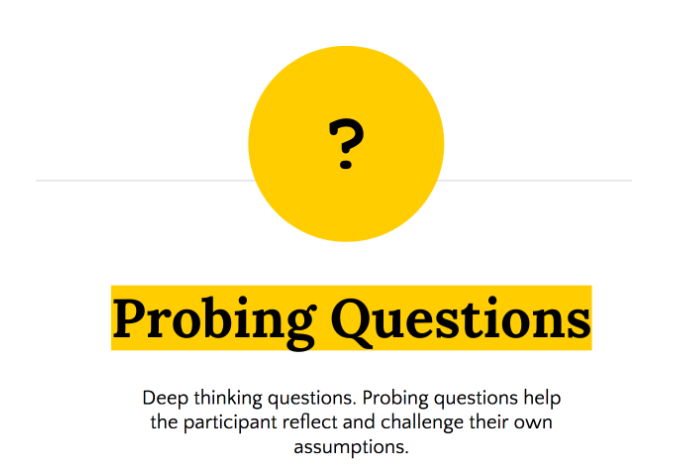 ?
Probing Questions
Deep thinking questions. Probing questions help
the participant reflect and challenge their own
assumptions.